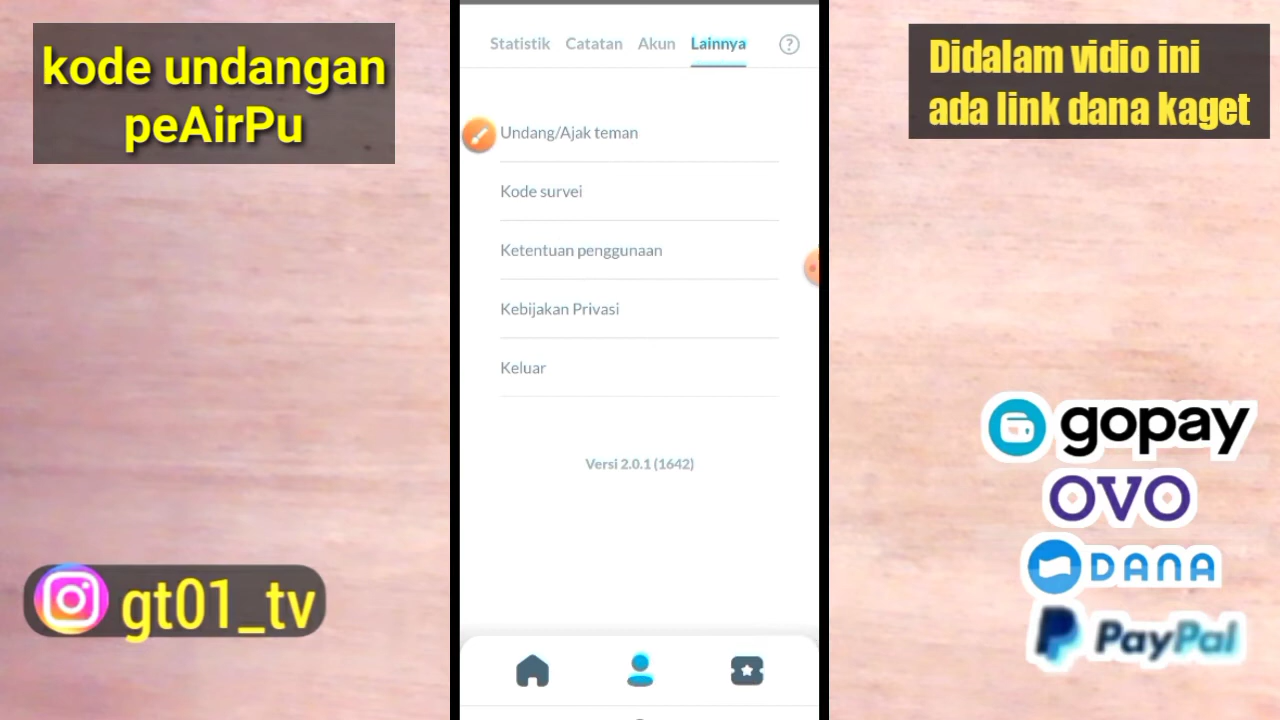 kode undangan
peAirPu
Statistik Catatan Akun Lainnya ?
Undang/Ajak teman
Kode survei
Ketentuan penggunaan
Kebijakan Privasi
Keluar
Versi 2.0.1 (1642)
Didalam vidio ini
ada link dana kaget
gopay
OVO
DANA
PayPal
gt01_tv